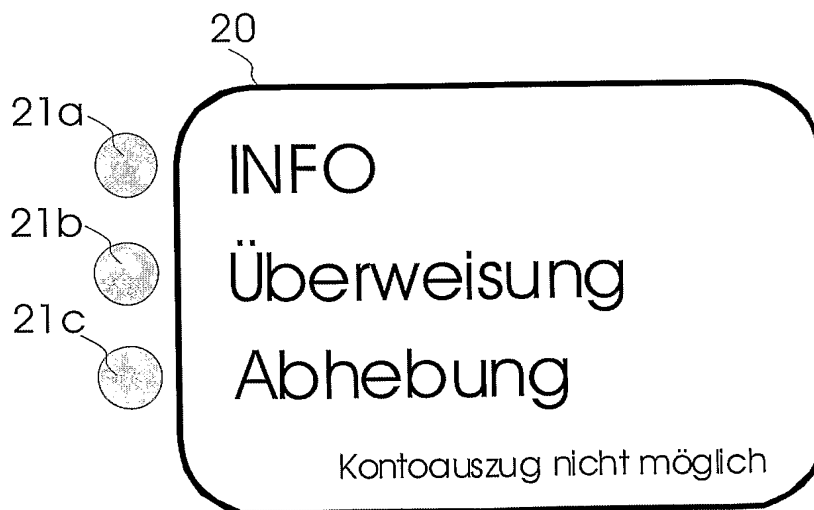 20
21a
INFO
21b
Überweisung
21c
Abhebung
Kontoauszug nicht möglich